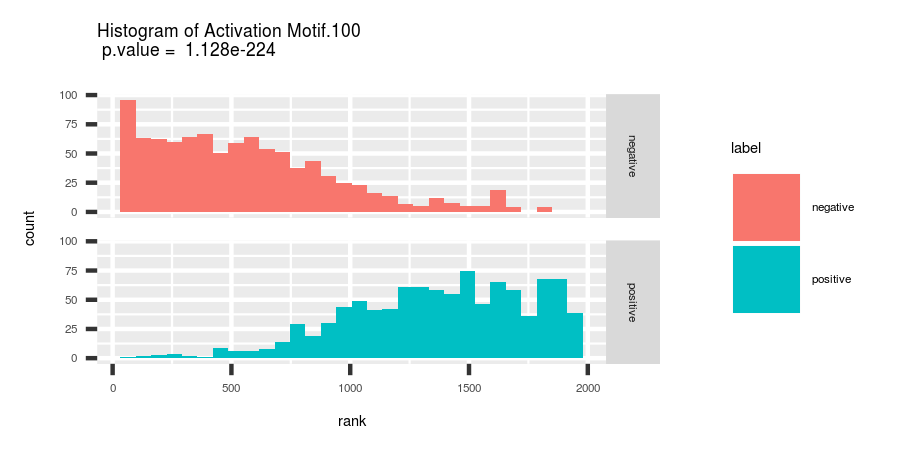 Histogram of Activation Motif.100
p.value = 1.128e-224
count
100
75
50
25
0
negative
100
75
50
25
0
positive
0 500 1000 1500 2000
rank
label
negative
positive